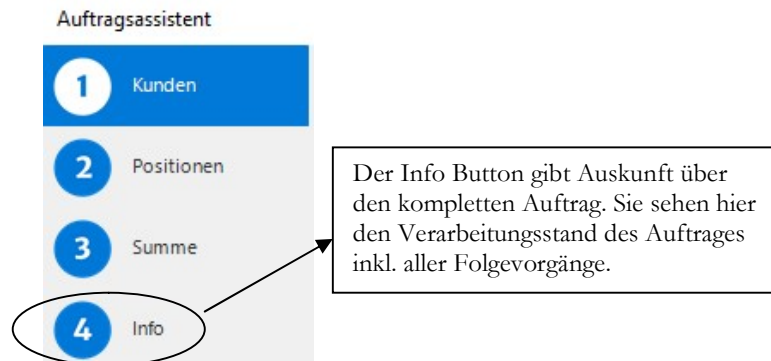 Auftragsassistent
1 Kunden
2 Positionen
3 Summe
4 Info
Der Info Button gibt Auskunft über
den kompletten Auftrag. Sie sehen hier
den Verarbeitungsstand des Auftrages
inkl. aller Folgevorgänge.